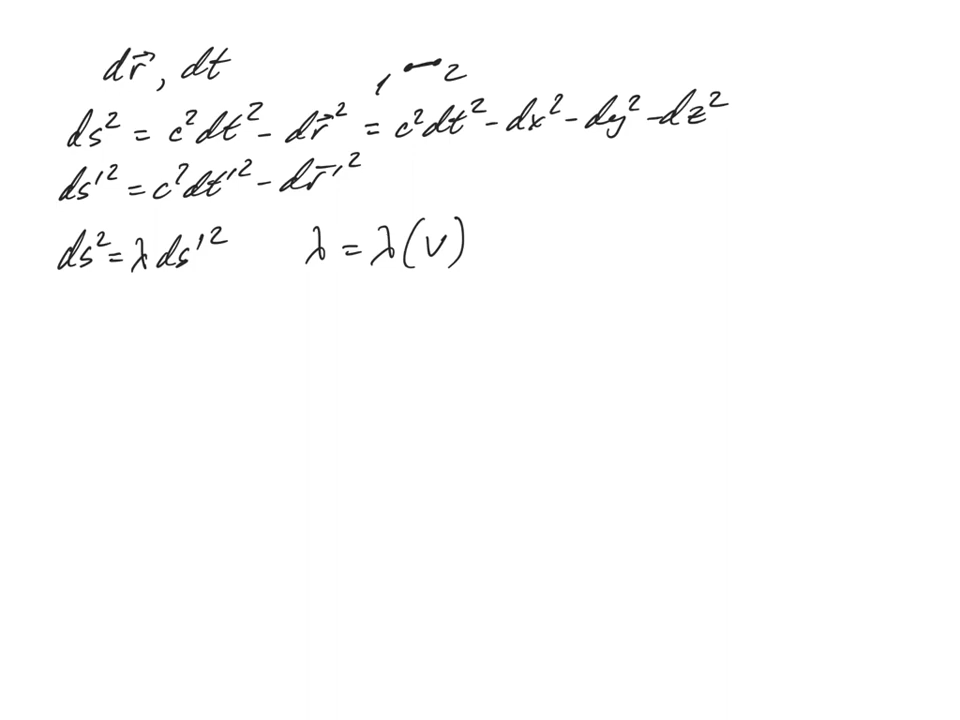 dr⃗, dt
1 2
ds² = c²dt² - dr⃗² = c²dt² - dx² - dy² - dz²
ds'² = c²dt'² - dr⃗'²
ds² = λ ds'² λ = λ(v)